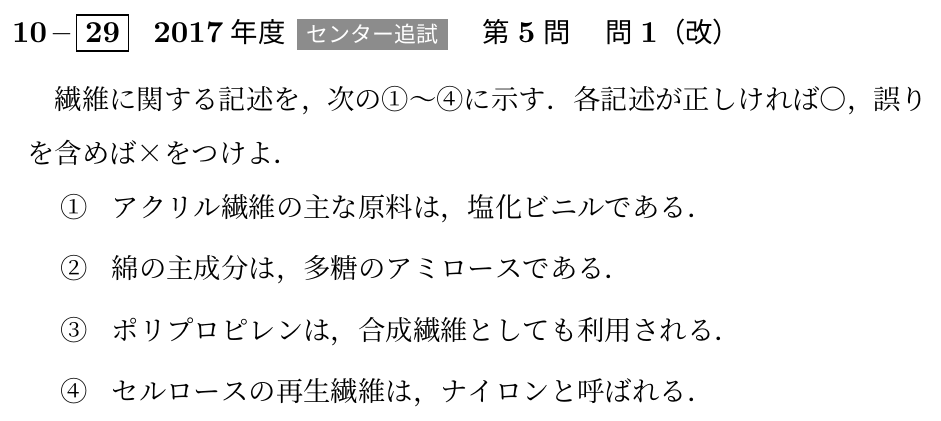 10−29 2017年度 センター追試 第5問 問1(改)
繊維に関する記述を,次の①〜④に示す.各記述が正しければ○,誤り
を含めば×をつけよ.
① アクリル繊維の主な原料は,塩化ビニルである.
② 綿の主成分は,多糖のアミロースである.
③ ポリプロピレンは,合成繊維としても利用される.
④ セルロースの再生繊維は,ナイロンと呼ばれる.